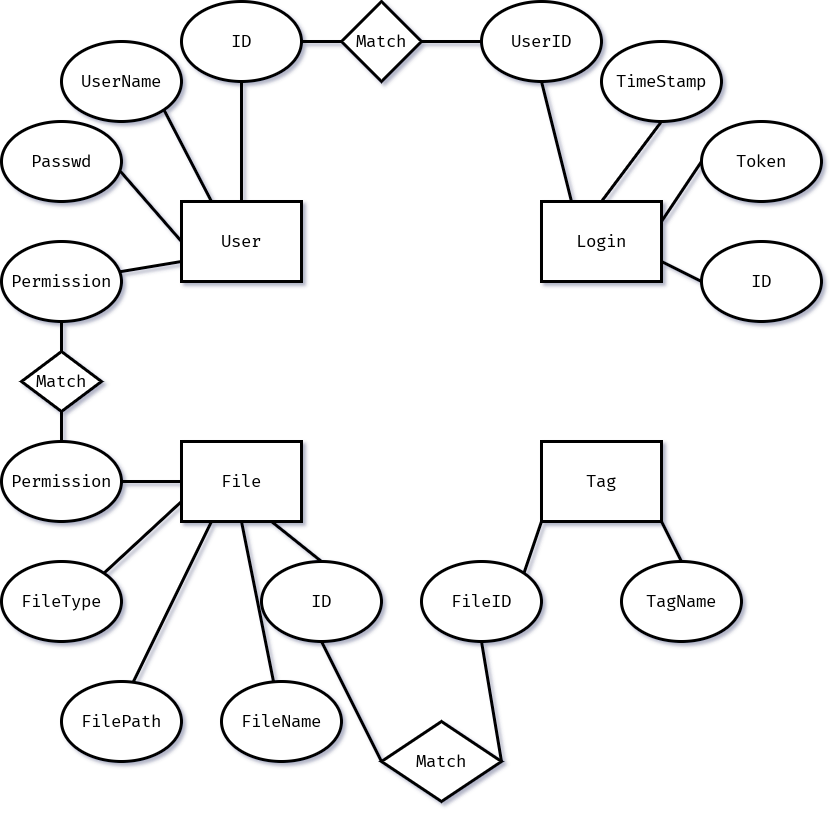 ID
Match
UserID
UserName
TimeStamp
Passwd
Token
User
Login
Permission
ID
Match
Permission
File
Tag
FileType
ID
FileID
TagName
FilePath
FileName
Match